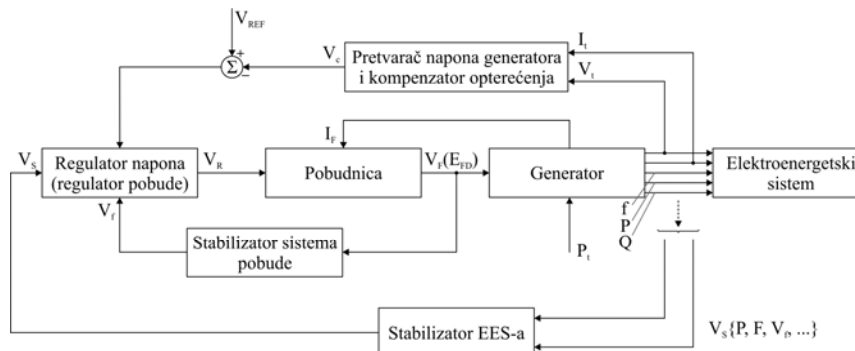 V_REF
+
Σ
−
V_c
Pretvarač napona generatora
i kompenzator opterećenja
I_t
V_t
V_S
Regulator napona
(regulator pobude)
V_R
I_F
Pobudnica
V_F(E_FD)
Generator
Elektroenergetski
sistem
V_f
Stabilizator sistema
pobude
P_t
f
P
Q
Stabilizator EES-a
V_S{P, F, V_f, ...}